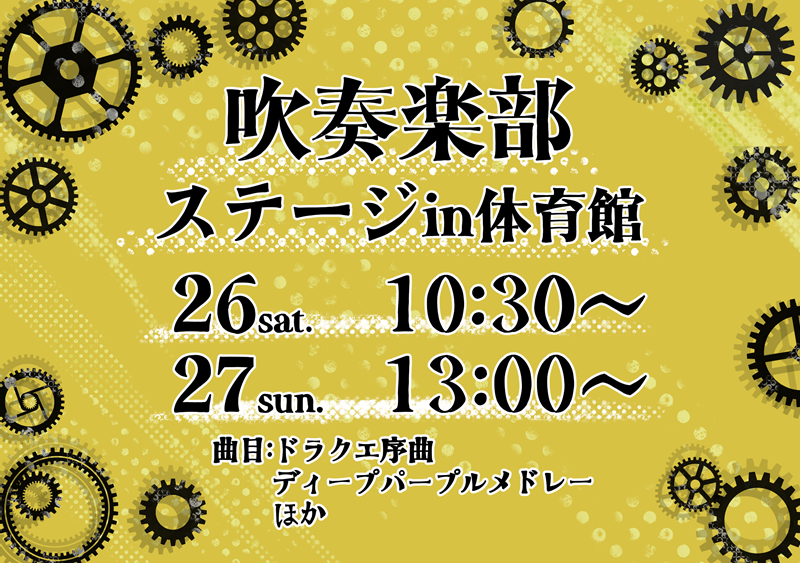 吹奏楽部
ステージin体育館
26sat. 10:30～
27sun. 13:00～
曲目:ドラクエ序曲
ディープパープルメドレー
ほか